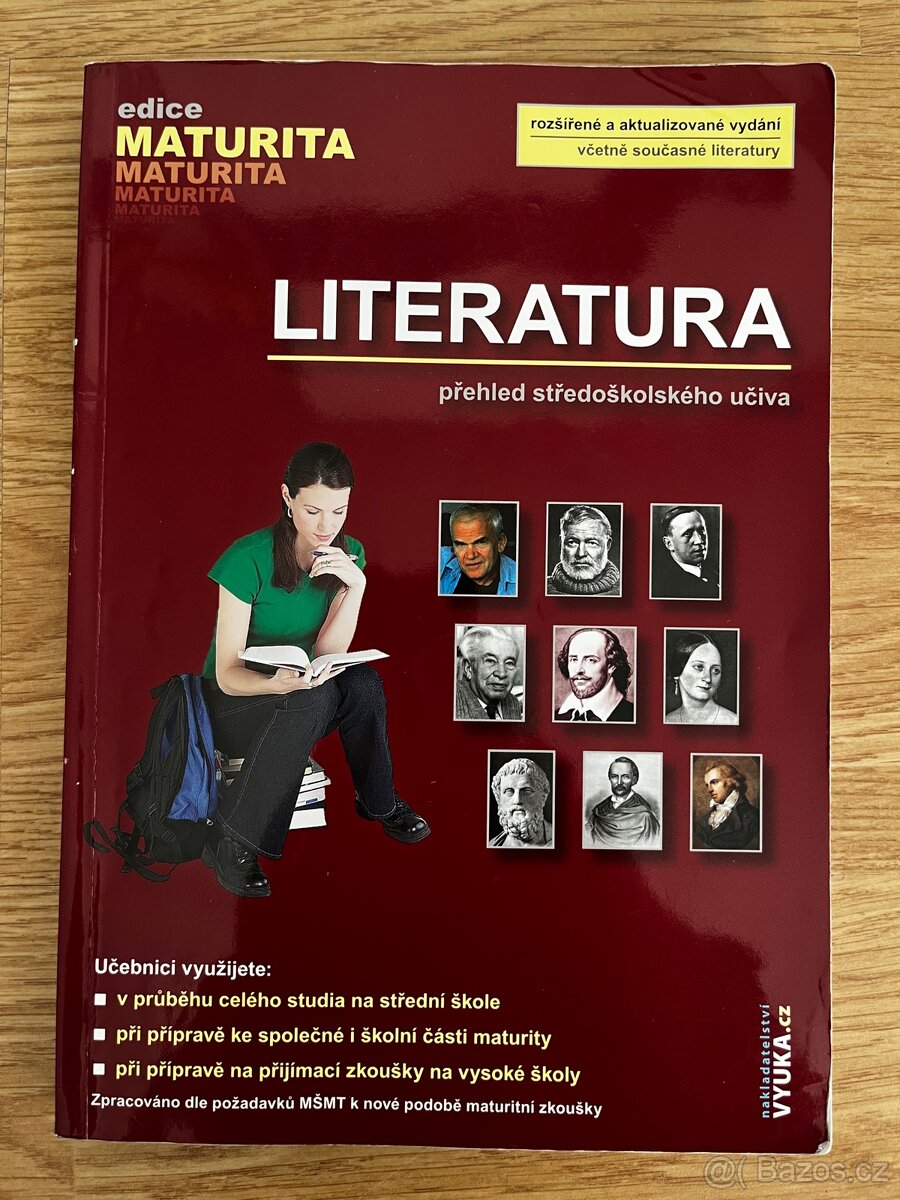 edice
MATURITA
MATURITA
MATURITA
MATURITA
MATURITA
rozšířené a aktualizované vydání
včetně současné literatury
LITERATURA
přehled středoškolského učiva
Učebnici využijete:
v průběhu celého studia na střední škole
při přípravě ke společné i školní části maturity
při přípravě na přijímací zkoušky na vysoké školy
Zpracováno dle požadavků MŠMT k nové podobě maturitní zkoušky
nakladatelství
VYUKA.cz
@( Bazos.cz